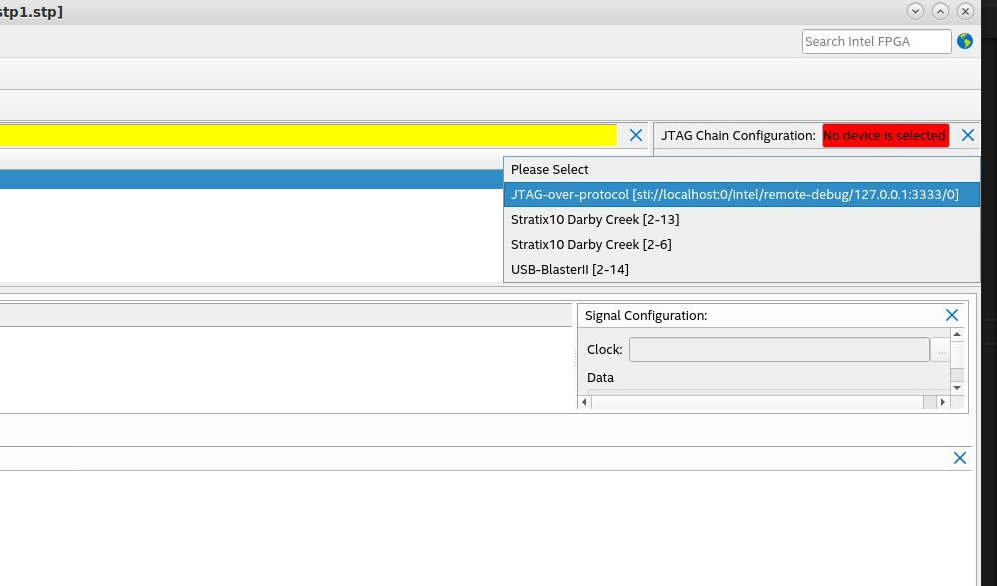 stp1.stp]
Search Intel FPGA
JTAG Chain Configuration: No device is selected
Please Select
JTAG-over-protocol [sti://localhost:0/intel/remote-debug/127.0.0.1:3333/0]
Stratix10 Darby Creek [2-13]
Stratix10 Darby Creek [2-6]
USB-BlasterII [2-14]
Signal Configuration:
Clock:
...
Data